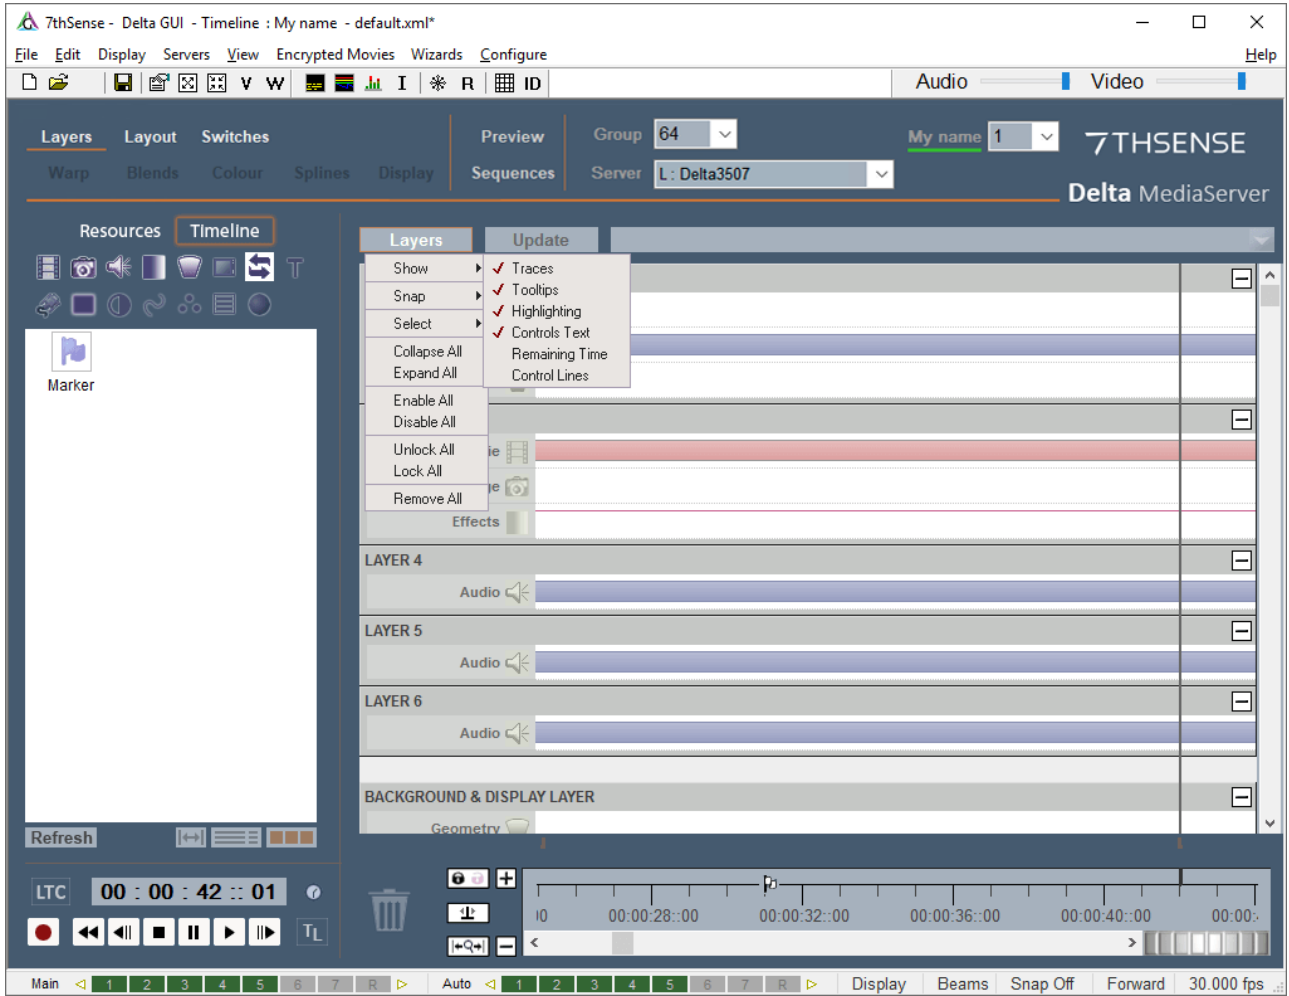 7thSense - Delta GUI - Timeline : My name - default.xml*
File Edit Display Servers View Encrypted Movies Wizards Configure Help
V W I R ID Audio Video
Layers Layout Switches Preview Group 64 My name 1 7THSENSE
Warp Blends Colour Splines Display Sequences Server L : Delta3507
Delta MediaServer
Resources Timeline
Layers Update
T
Marker
Show
Snap
Select
Collapse All
Expand All
Enable All
Disable All
Unlock All
Lock All
Remove All
Traces
Tooltips
Highlighting
Controls Text
Remaining Time
Control Lines
ie
ge
Effects
LAYER 4
Audio
LAYER 5
Audio
LAYER 6
Audio
BACKGROUND & DISPLAY LAYER
Geometry
Refresh
LTC 00 : 00 : 42 :: 01
TL
00:00:28::00 00:00:32::00 00:00:36::00 00:00:40::00 00:00:
Main 1 2 3 4 5 6 7 R Auto 1 2 3 4 5 6 7 R Display Beams Snap Off Forward 30.000 fps